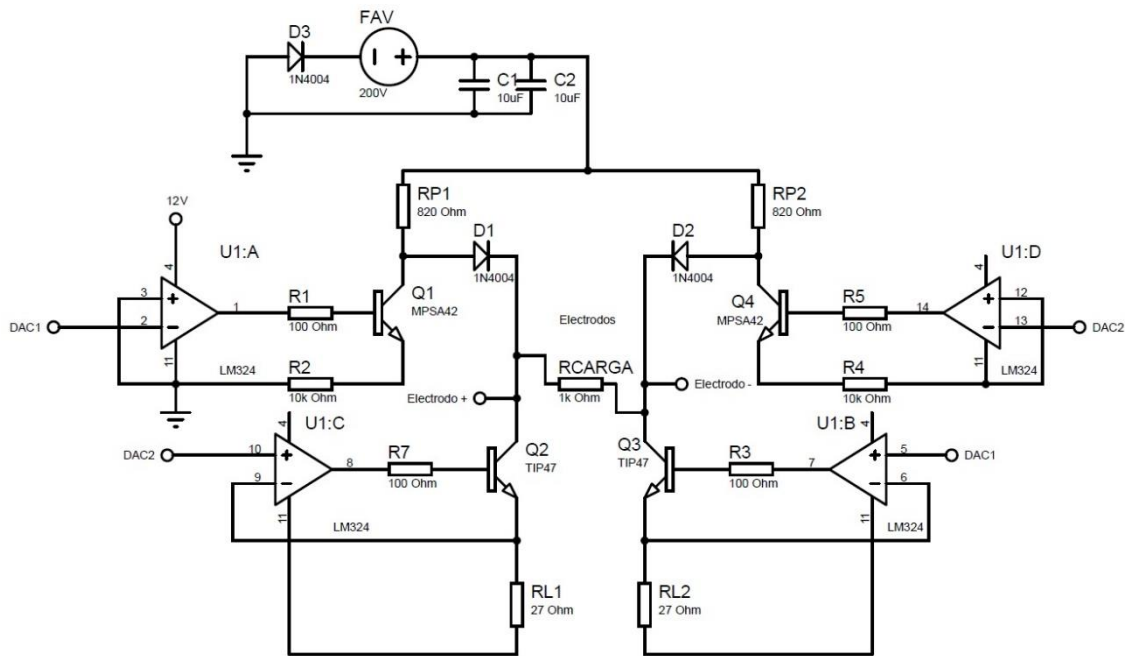 D3
1N4004
FAV
200V
C1
10uF
C2
10uF
RP1
820 Ohm
RP2
820 Ohm
12V
U1:A
4
3
2
1
11
LM324
DAC1
R1
100 Ohm
R2
10k Ohm
Q1
MPSA42
D1
1N4004
D2
1N4004
Q4
MPSA42
R5
100 Ohm
R4
10k Ohm
U1:D
4
12
13
14
11
LM324
DAC2
Electrodos
RCARGA
1k Ohm
Electrodo +
Electrodo -
U1:C
4
10
9
8
11
LM324
DAC2
R7
100 Ohm
Q2
TIP47
Q3
TIP47
R3
100 Ohm
U1:B
4
5
6
7
11
LM324
DAC1
RL1
27 Ohm
RL2
27 Ohm